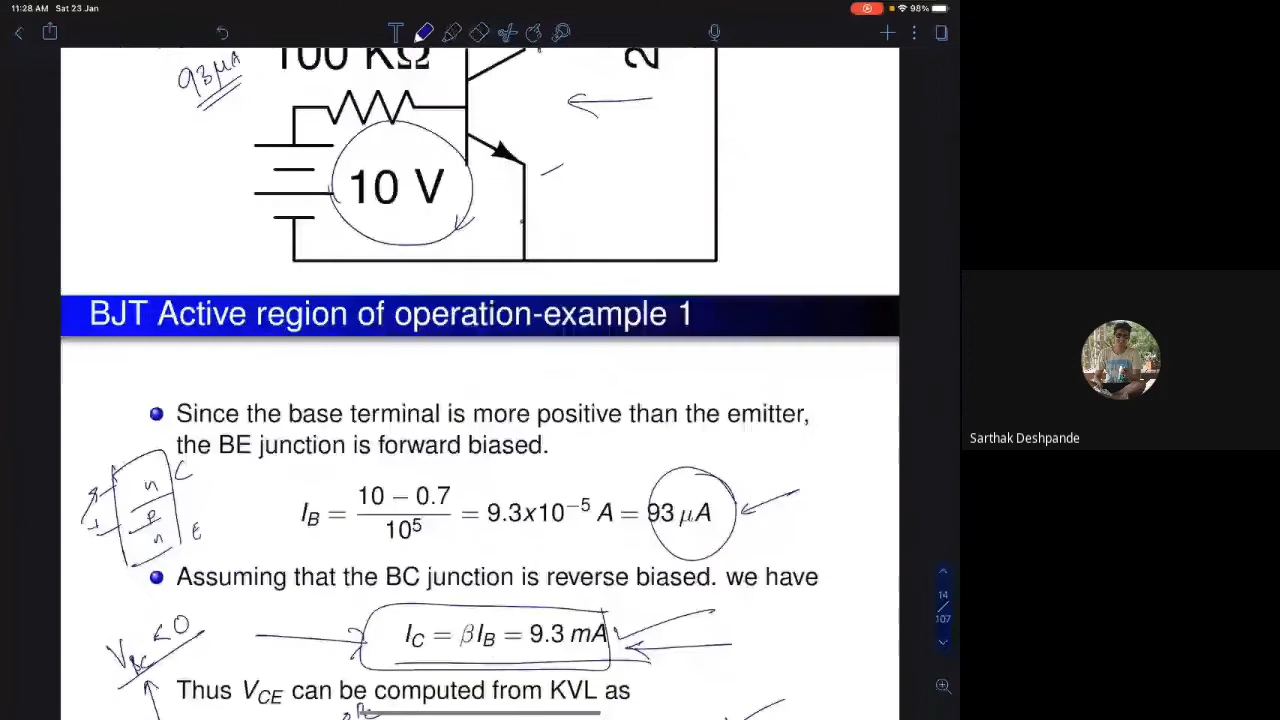 11:28 AM Sat 23 Jan
98%
T
93 μA
100 KΩ
2
10 V
BJT Active region of operation-example 1
Since the base terminal is more positive than the emitter,
the BE junction is forward biased.
n C
p
n E
I_B = (10 − 0.7)/10^5 = 9.3x10^−5 A = 93 μA
Assuming that the BC junction is reverse biased. we have
I_C = βI_B = 9.3 mA
V_BC < 0
Thus V_CE can be computed from KVL as
14
/
107
Sarthak Deshpande